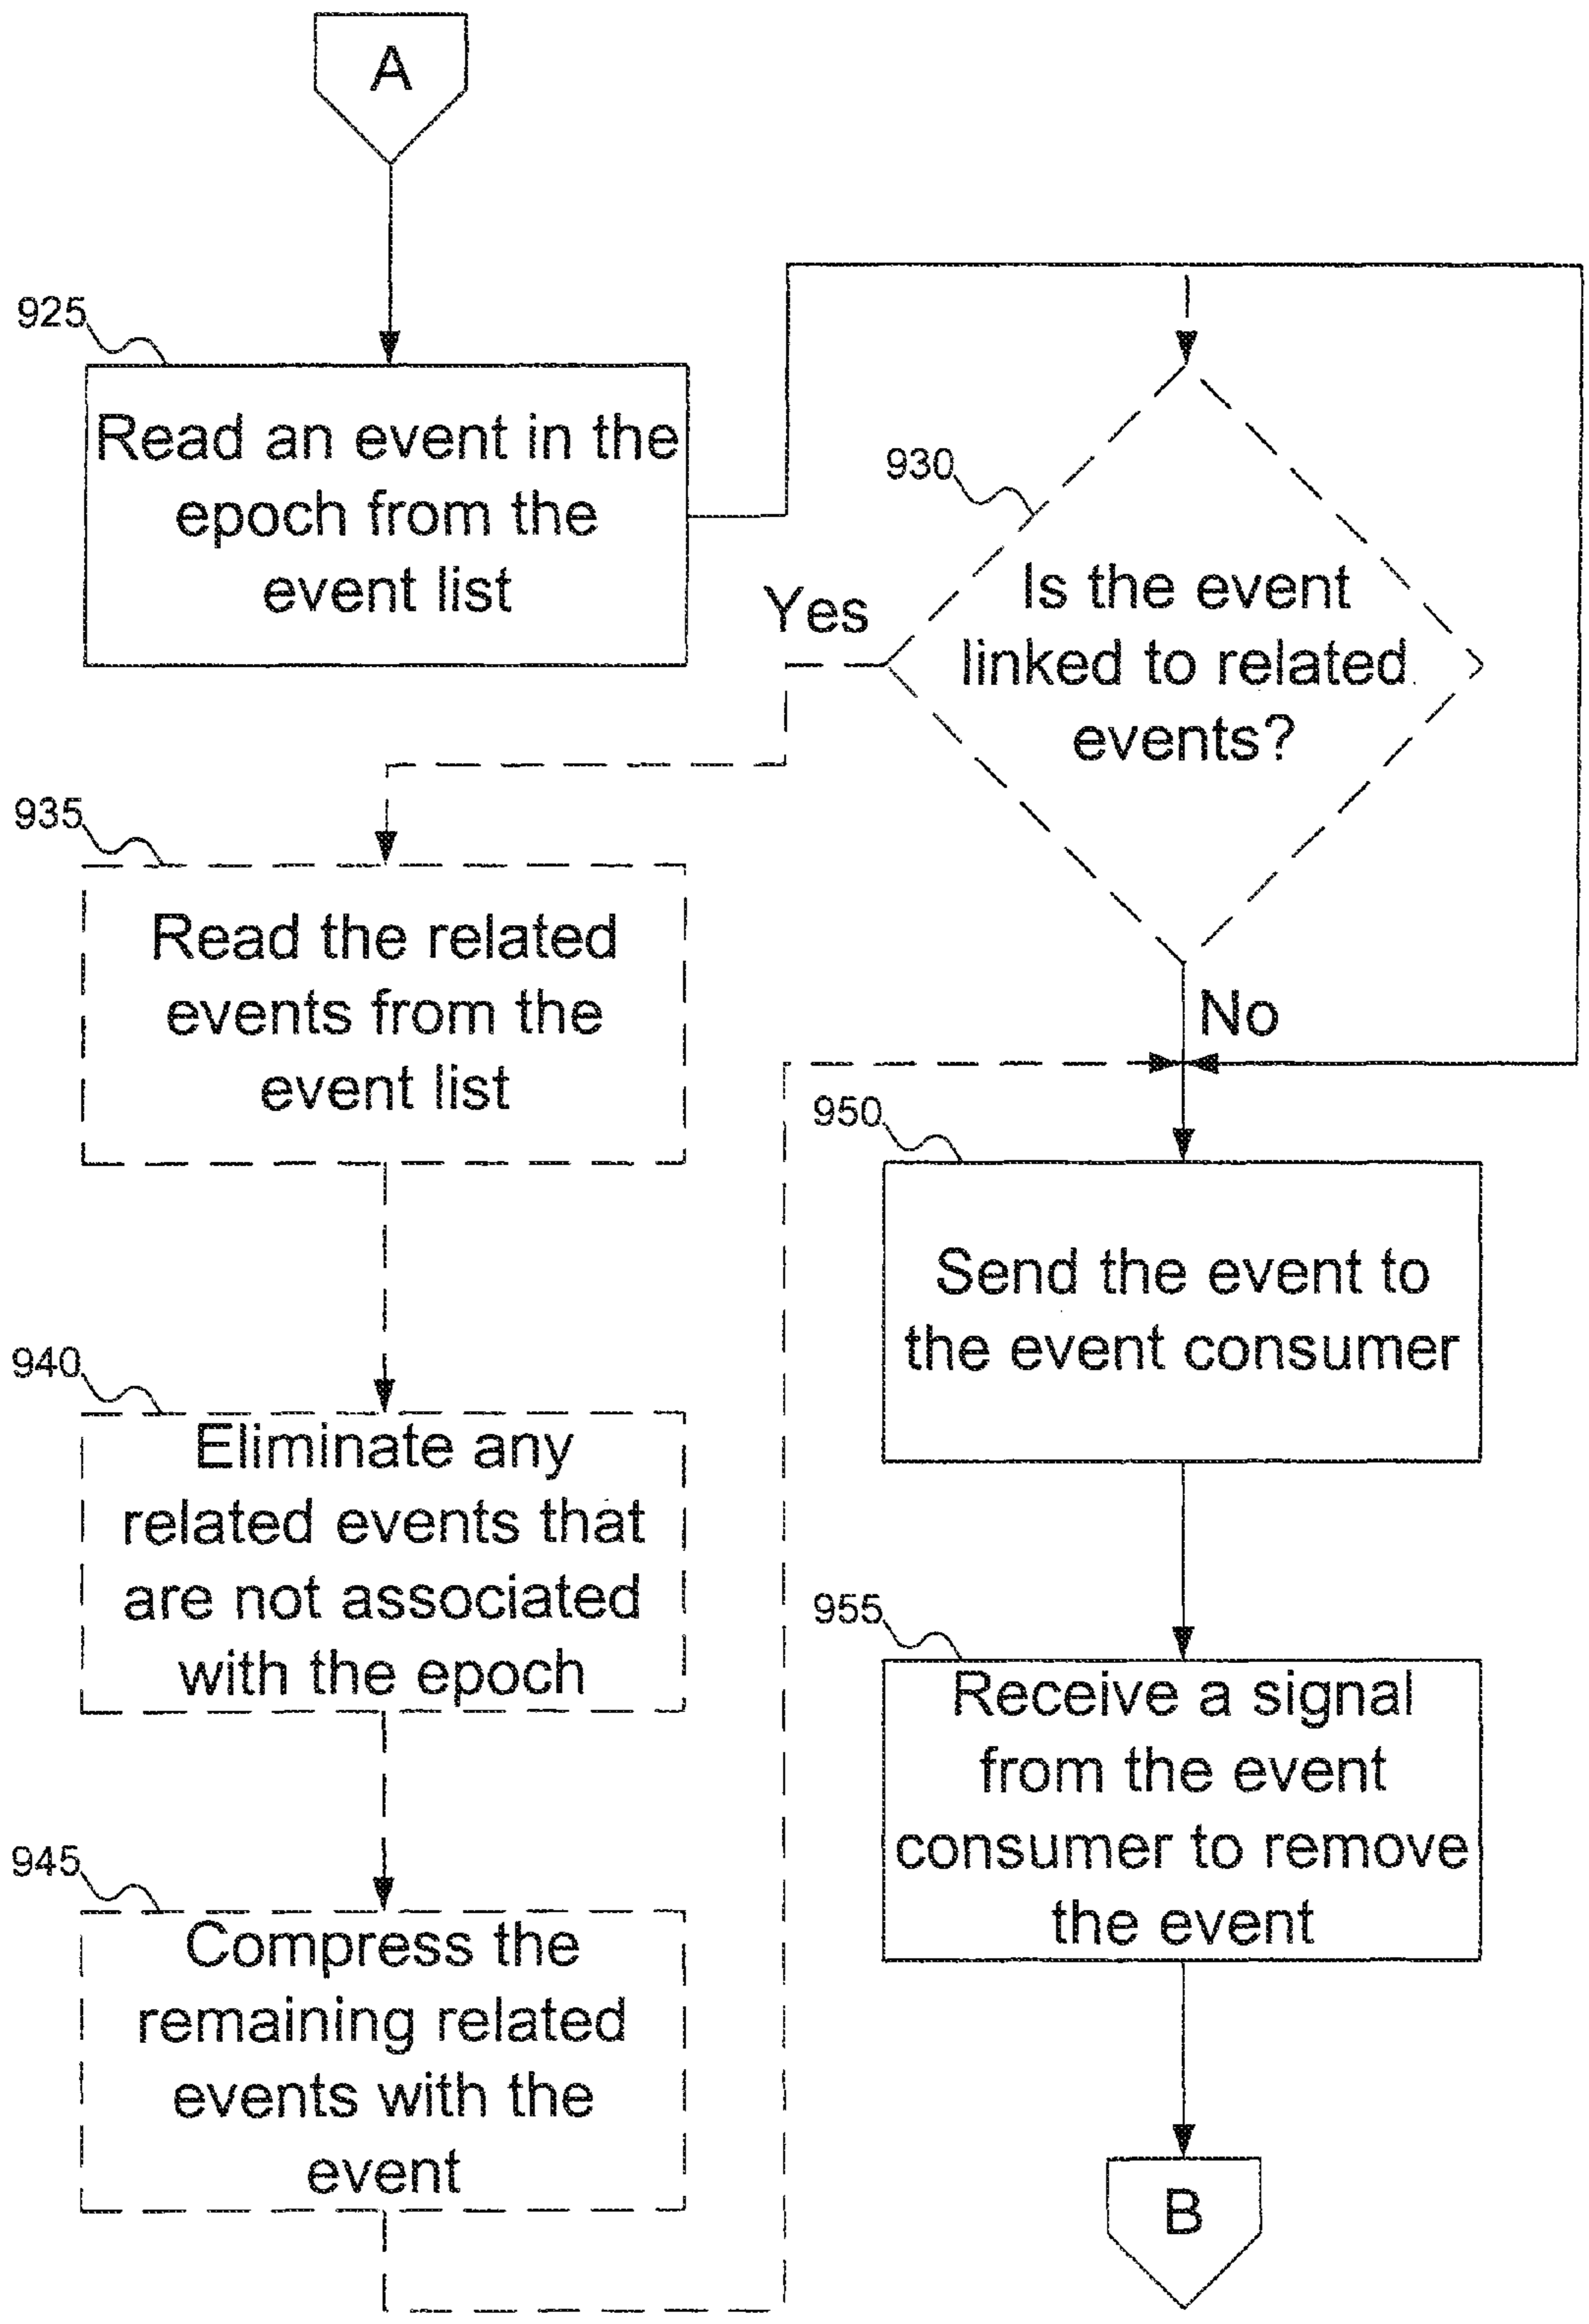 A
925
Read an event in the
epoch from the
event list
930
Is the event
linked to related
events?
Yes
No
935
Read the related
events from the
event list
940
Eliminate any
related events that
are not associated
with the epoch
945
Compress the
remaining related
events with the
event
950
Send the event to
the event consumer
955
Receive a signal
from the event
consumer to remove
the event
B